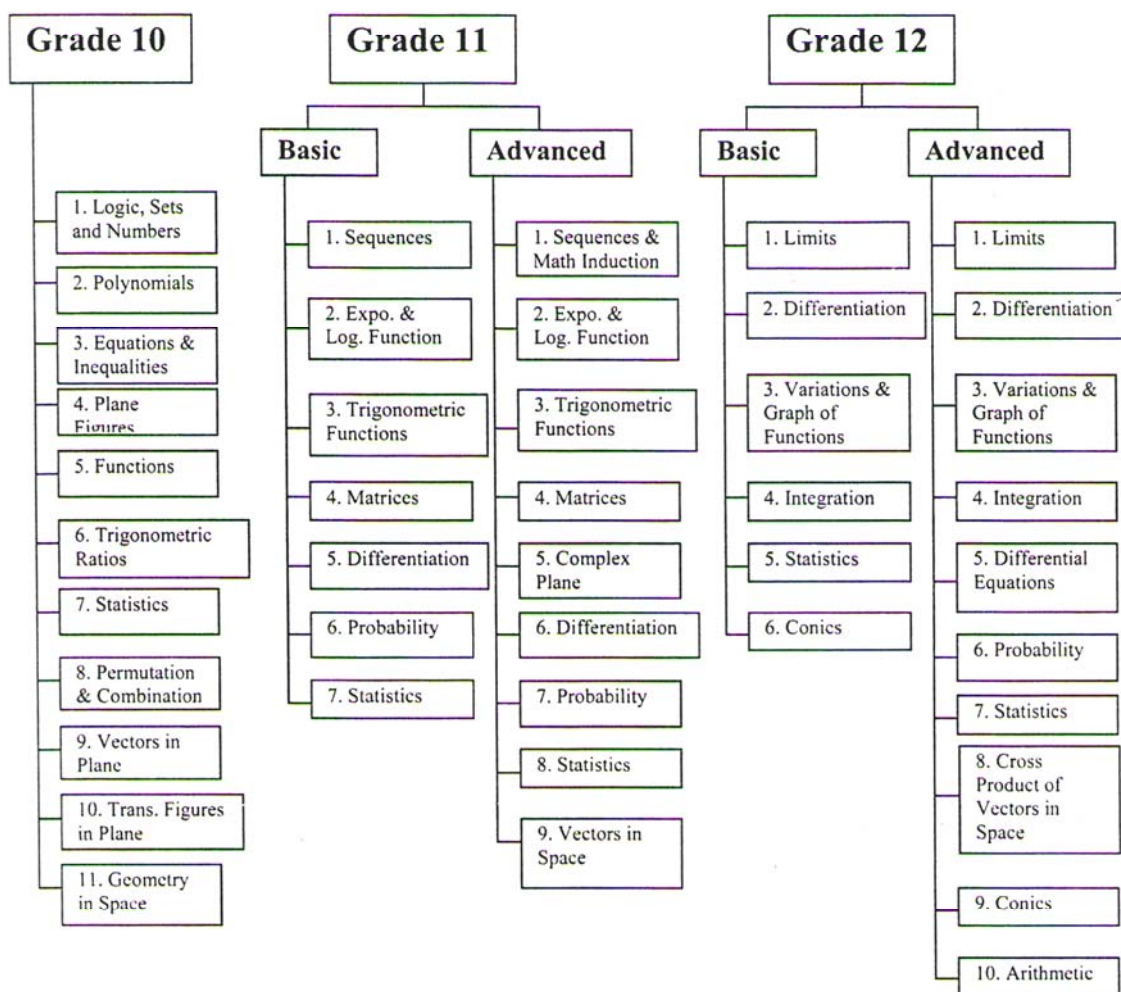 Grade 10
1. Logic, Sets
and Numbers
2. Polynomials
3. Equations &
Inequalities
4. Plane
Figures
5. Functions
6. Trigonometric
Ratios
7. Statistics
8. Permutation
& Combination
9. Vectors in
Plane
10. Trans. Figures
in Plane
11. Geometry
in Space
Grade 11
Basic
1. Sequences
2. Expo. &
Log. Function
3. Trigonometric
Functions
4. Matrices
5. Differentiation
6. Probability
7. Statistics
Advanced
1. Sequences &
Math Induction
2. Expo. &
Log. Function
3. Trigonometric
Functions
4. Matrices
5. Complex
Plane
6. Differentiation
7. Probability
8. Statistics
9. Vectors in
Space
Grade 12
Basic
1. Limits
2. Differentiation
3. Variations &
Graph of
Functions
4. Integration
5. Statistics
6. Conics
Advanced
1. Limits
2. Differentiation
3. Variations &
Graph of
Functions
4. Integration
5. Differential
Equations
6. Probability
7. Statistics
8. Cross
Product of
Vectors in
Space
9. Conics
10. Arithmetic